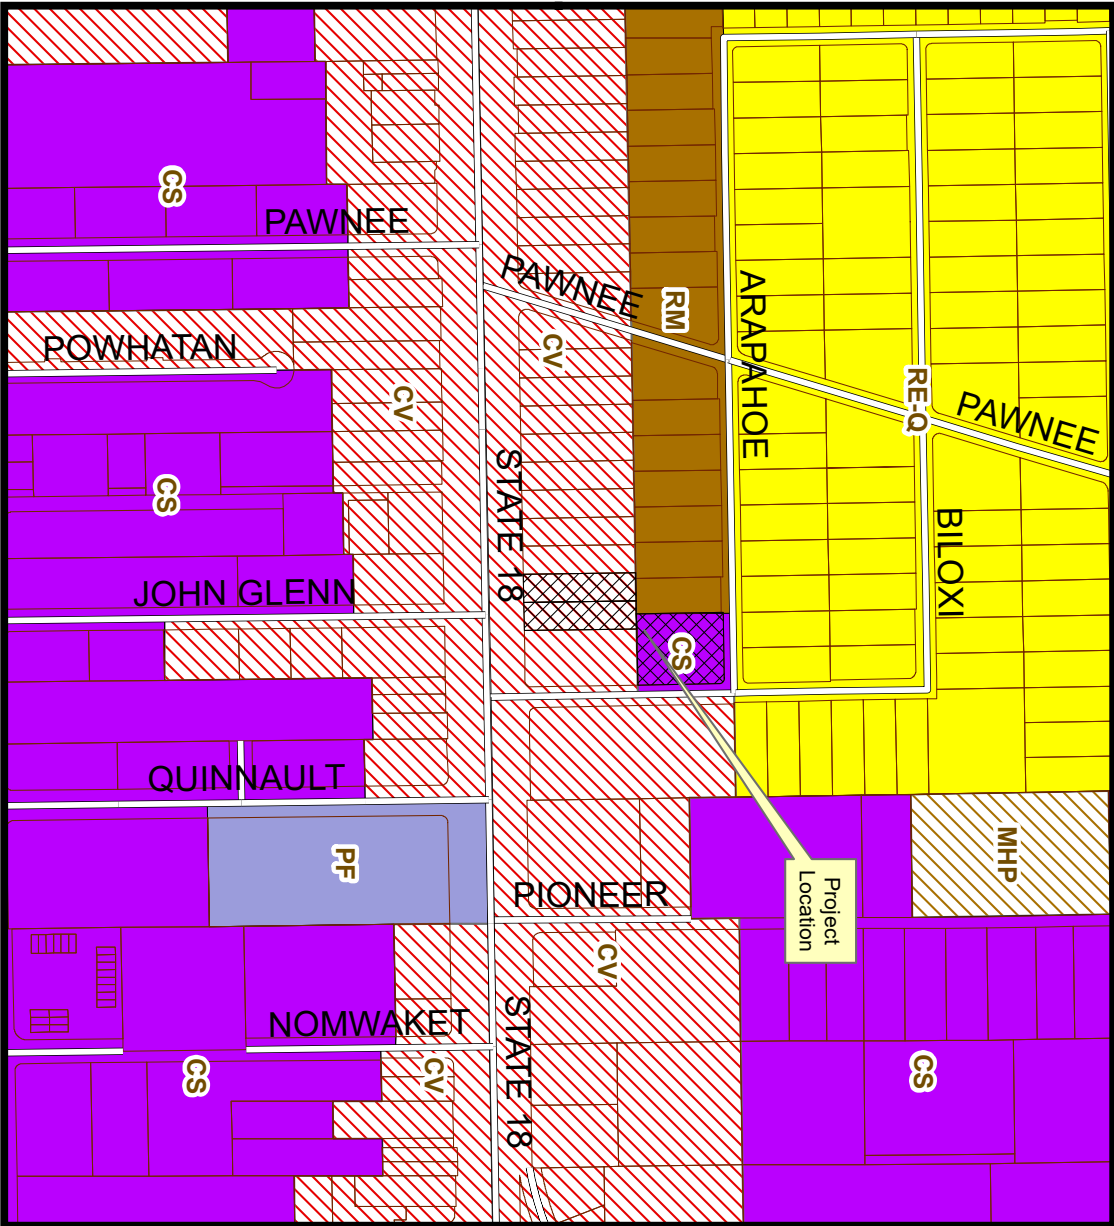 CS
PAWNEE
PAWNEE
RM
ARAPAHOE
POWHATAN
CV
CV
RE-Q
PAWNEE
STATE 18
CS
BILOXI
JOHN GLENN
CS
QUINNAULT
PF
MHP
PIONEER
Project
Location
CV
STATE 18
NOMWAKET
CS
CV
CS